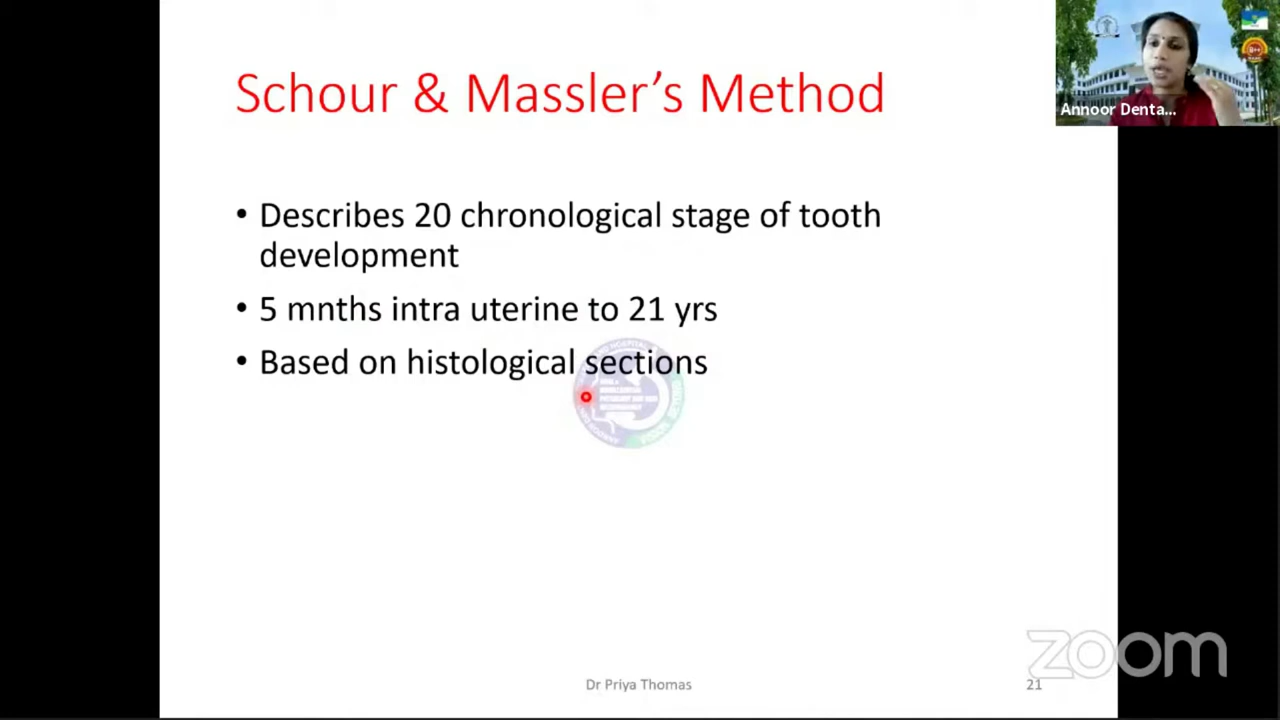 Schour & Massler's Method
Annoor Denta...
• Describes 20 chronological stage of tooth
development
• 5 mnths intra uterine to 21 yrs
• Based on histological sections
zoom
Dr Priya Thomas
21